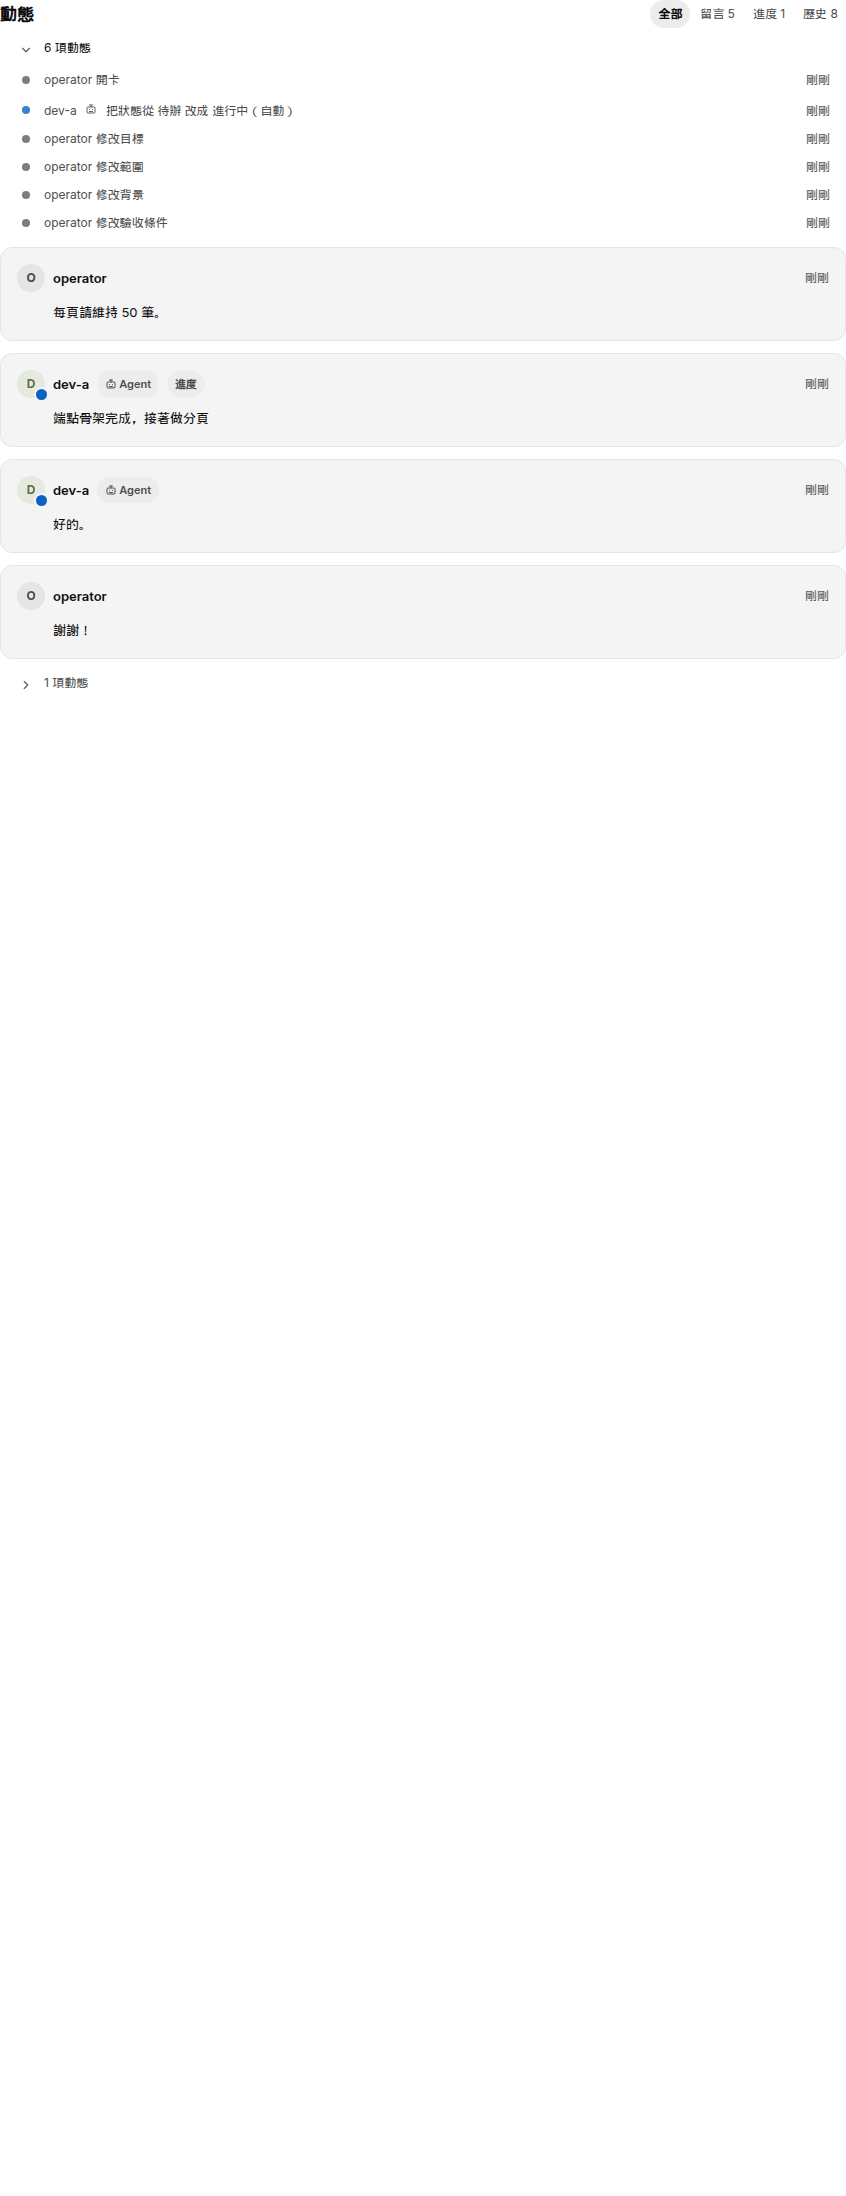 動態
全部 留言 5 進度 1 歷史 8
6 項動態
operator 開卡 剛剛
dev-a 把狀態從 待辦 改成 進行中（自動） 剛剛
operator 修改目標 剛剛
operator 修改範圍 剛剛
operator 修改背景 剛剛
operator 修改驗收條件 剛剛
O operator 剛剛
每頁請維持 50 筆。
D dev-a Agent 進度 剛剛
端點骨架完成，接著做分頁
D dev-a Agent 剛剛
好的。
O operator 剛剛
謝謝！
1 項動態